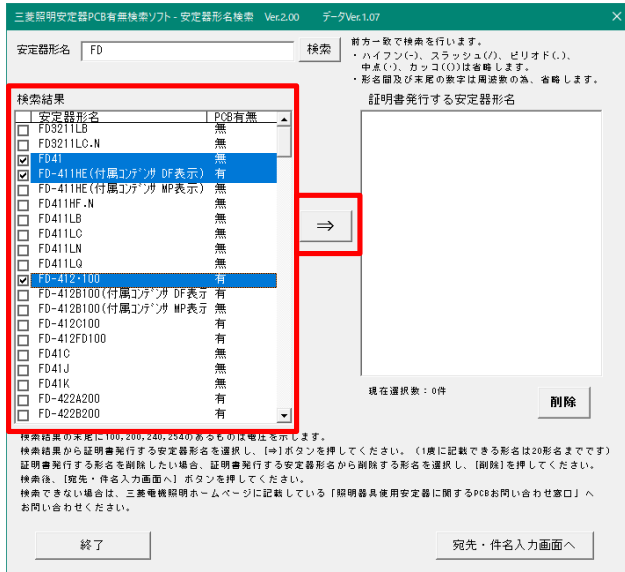 三菱照明安定器PCB有無検索ソフト - 安定器形名検索 Ver.2.00 データVer.1.07 ×
安定器形名 FD 検索
前方一致で検索を行います。
・ハイフン(-)、スラッシュ(/)、ピリオド(.)、
中点(・)、カッコ(())は省略します。
・形名間及び末尾の数字は周波数の為、省略します。
検索結果
安定器形名 PCB有無
FD3211LB 無
FD3211LC.N 無
FD41 無
FD-411HE(付属ｺﾝﾃﾞﾝｻ DF表示) 有
FD-411HE(付属ｺﾝﾃﾞﾝｻ MP表示) 無
FD411HF.N 無
FD411LB 無
FD411LC 無
FD411LN 無
FD411LQ 無
FD-412･100 有
FD-412B100(付属ｺﾝﾃﾞﾝｻ DF表示 有
FD-412B100(付属ｺﾝﾃﾞﾝｻ MP表示 無
FD-412C100 有
FD-412FD100 有
FD41C 無
FD41J 無
FD41K 無
FD-422A200 有
FD-422B200 有
⇒
証明書発行する安定器形名
現在選択数：0件
削除
検索結果の末尾に100,200,240,254のあるものは電圧を示します。
検索結果から証明書発行する安定器形名を選択し、[⇒]ボタンを押してください。（1度に記載できる形名は20形名までです）
証明書発行する形名を削除したい場合、証明書発行する安定器形名から削除する形名を選択し、[削除]を押してください。
検索後、[宛先・件名入力画面へ] ボタンを押してください。
検索できない場合は、三菱電機照明ホームページに記載している「照明器具使用安定器に関するPCBお問い合わせ窓口」へ
お問い合わせください。
終了
宛先・件名入力画面へ